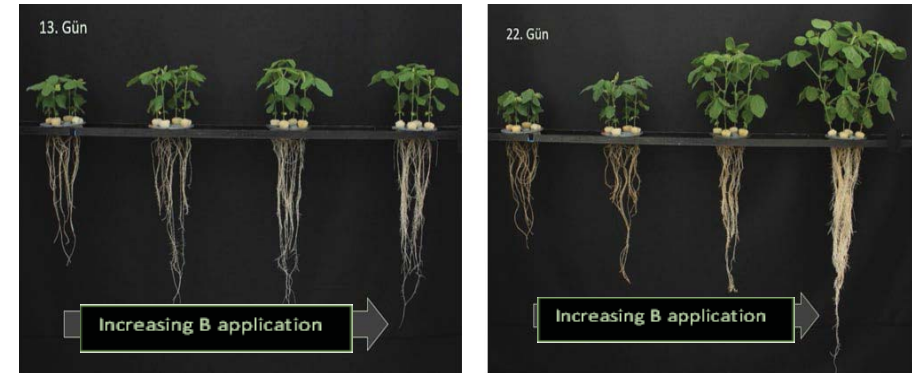 13. Gün
Increasing B application
22. Gün
Increasing B application